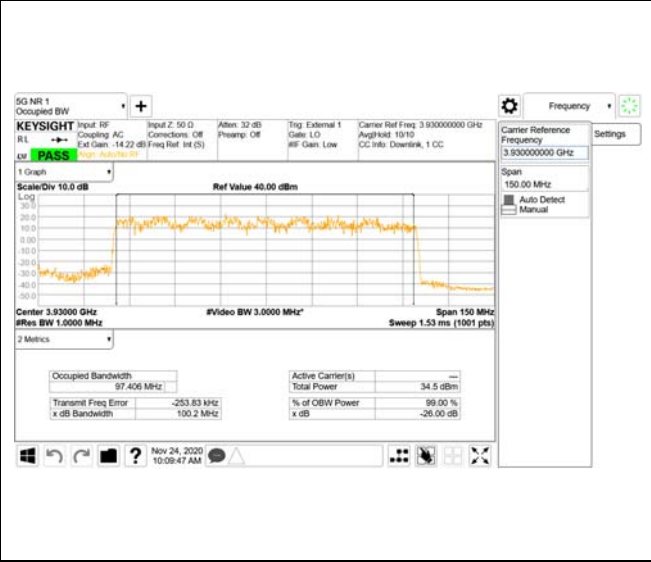 5G NR 1
Occupied BW
Frequency
KEYSIGHT
R L
PASS
Input: RF
Coupling: AC
Ext Gain: -14.22 dB
Align: Auto/No RF
Input Z: 50 Ω
Corrections: Off
Freq Ref: Int (S)
Atten: 32 dB
Preamp: Off
Trig: External 1
Gate: LO
#IF Gain: Low
Carrier Ref Freq: 3.930000000 GHz
Avg|Hold: 10/10
CC Info: Downlink, 1 CC
Carrier Reference
Frequency
3.930000000 GHz
Settings
Span
150.00 MHz
Auto Detect
Manual
1 Graph
Scale/Div 10.0 dB
Ref Value 40.00 dBm
Log
30.0
20.0
10.0
0.00
-10.0
-20.0
-30.0
-40.0
-50.0
Center 3.93000 GHz
#Video BW 3.0000 MHz*
Span 150 MHz
#Res BW 1.0000 MHz
Sweep 1.53 ms (1001 pts)
2 Metrics
Occupied Bandwidth
97.406 MHz
Transmit Freq Error -253.83 kHz
x dB Bandwidth 100.2 MHz
Active Carrier(s) —
Total Power 34.5 dBm
% of OBW Power 99.00 %
x dB -26.00 dB
?
Nov 24, 2020
10:09:47 AM